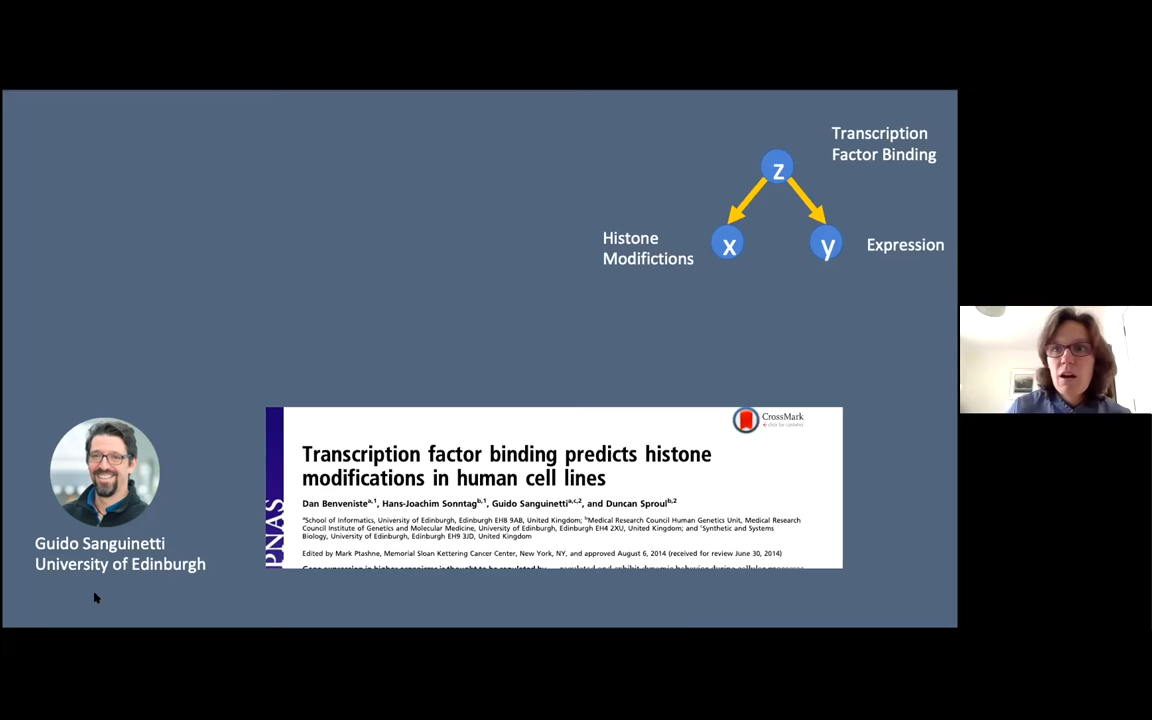 Transcription
Factor Binding
z
Histone
Modifictions
x
y
Expression
CrossMark
PNAS
Transcription factor binding predicts histone
modifications in human cell lines
Dan Benvenisteᵃ,¹, Hans-Joachim Sonntagᵇ,¹, Guido Sanguinettiᵃ,ᶜ,², and Duncan Sproulᵇ,²
ᵃSchool of Informatics, University of Edinburgh, Edinburgh EH8 9AB, United Kingdom; ᵇMedical Research Council Human Genetics Unit, Medical Research
Council Institute of Genetics and Molecular Medicine, University of Edinburgh, Edinburgh EH4 2XU, United Kingdom; and ᶜSynthetic and Systems
Biology, University of Edinburgh, Edinburgh EH9 3JD, United Kingdom
Edited by Mark Ptashne, Memorial Sloan Kettering Cancer Center, New York, NY, and approved August 6, 2014 (received for review June 30, 2014)
Guido Sanguinetti
University of Edinburgh